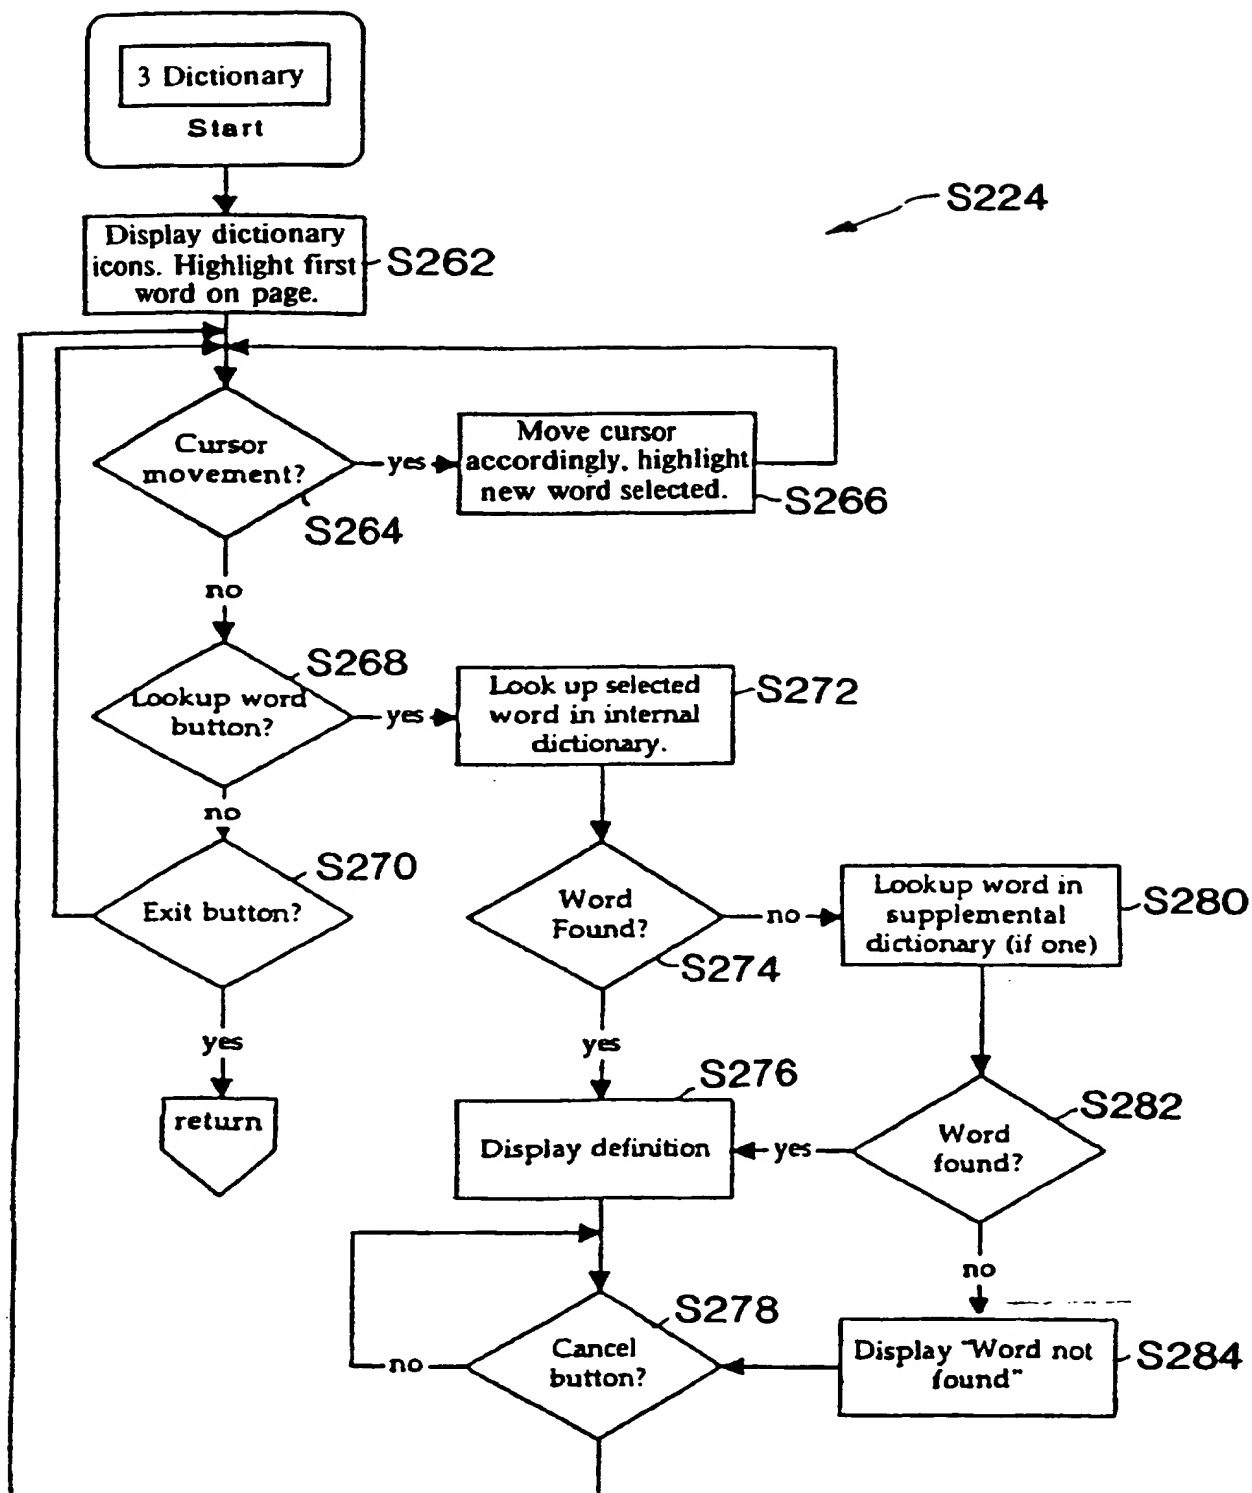 3 Dictionary
Start
S224
Display dictionary
icons. Highlight first
word on page.
S262
Cursor
movement?
S264
yes
Move cursor
accordingly, highlight
new word selected.
S266
no
Lookup word
button?
S268
yes
Look up selected
word in internal
dictionary.
S272
no
Exit button?
S270
yes
return
Word
Found?
S274
no
Lookup word in
supplemental
dictionary (if one)
S280
yes
Display definition
S276
Word
found?
S282
yes
no
Cancel
button?
S278
no
Display "Word not
found"
S284